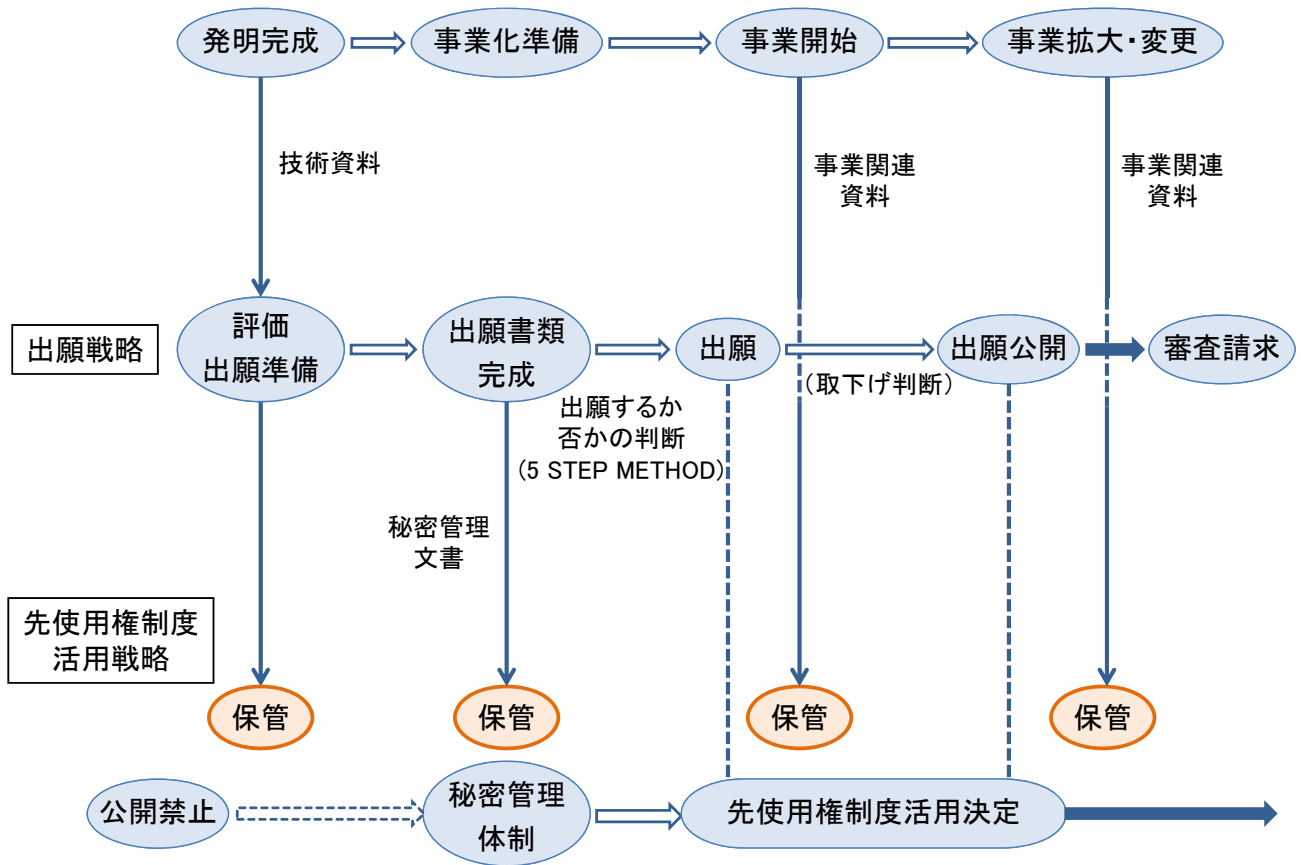 発明完成
事業化準備
事業開始
事業拡大・変更
技術資料
事業関連
資料
事業関連
資料
出願戦略
評価
出願準備
出願書類
完成
出願
(取下げ判断)
出願公開
審査請求
出願するか
否かの判断
(5 STEP METHOD)
秘密管理
文書
先使用権制度
活用戦略
保管
保管
保管
保管
公開禁止
秘密管理
体制
先使用権制度活用決定